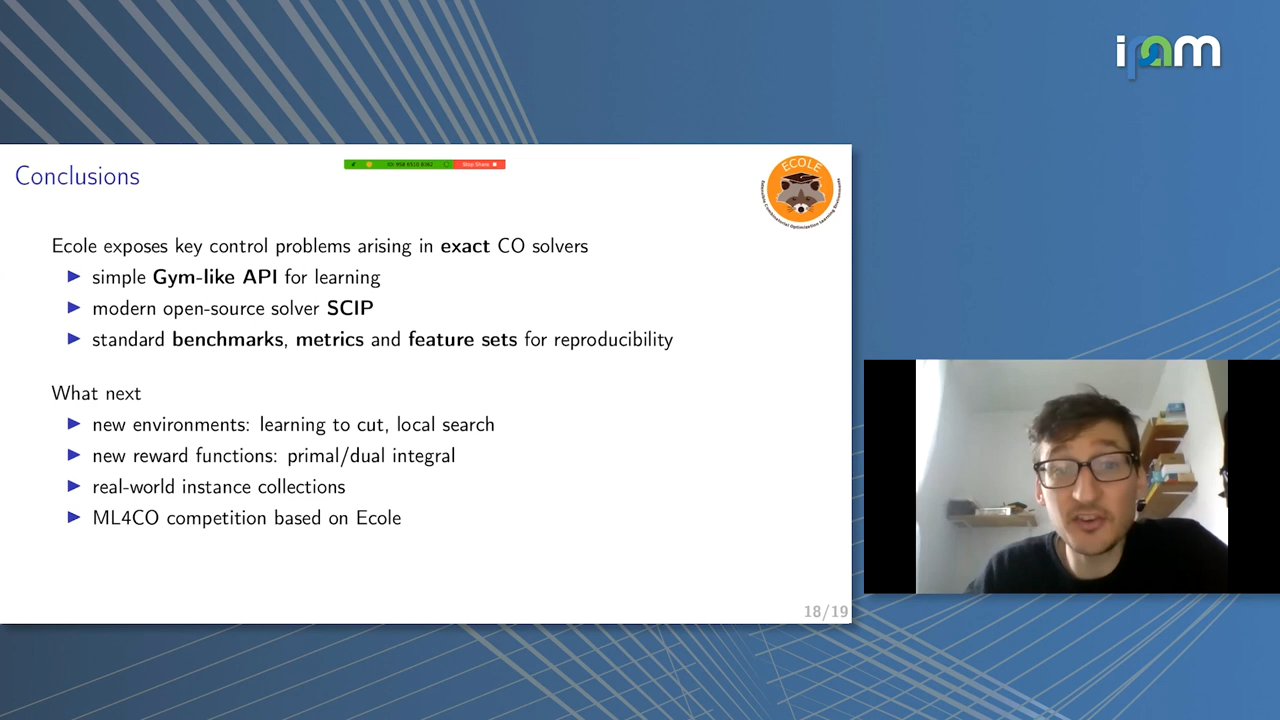 ipam
Conclusions
Stop Share
ECOLE
Ecole exposes key control problems arising in exact CO solvers
simple Gym-like API for learning
modern open-source solver SCIP
standard benchmarks, metrics and feature sets for reproducibility
What next
new environments: learning to cut, local search
new reward functions: primal/dual integral
real-world instance collections
ML4CO competition based on Ecole
18/19